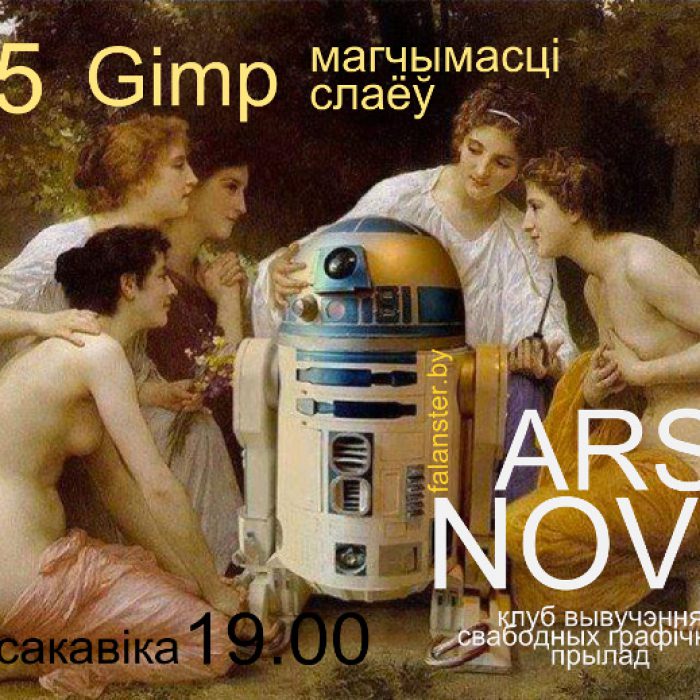 5 Gimp магчымасці
слаёў
falanster.by
ARS
NOV
клуб вывучэння
свабодных графічн
прылад
сакавіка 19.00